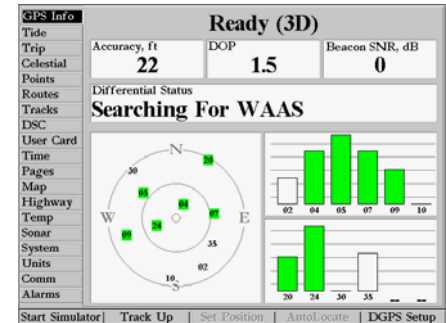 GPS Info
Tide
Trip
Celestial
Points
Routes
Tracks
DSC
User Card
Time
Pages
Map
Highway
Temp
Sonar
System
Units
Comm
Alarms
Ready (3D)
Accuracy, ft
22
DOP
1.5
Beacon SNR, dB
0
Differential Status
Searching For WAAS
N
20
30
05
04
W
07
E
24
09
35
02
10
S
02 04 05 07 09 10
20 24 30 35 -- --
Start Simulator| Track Up | Set Position | AutoLocate | DGPS Setup